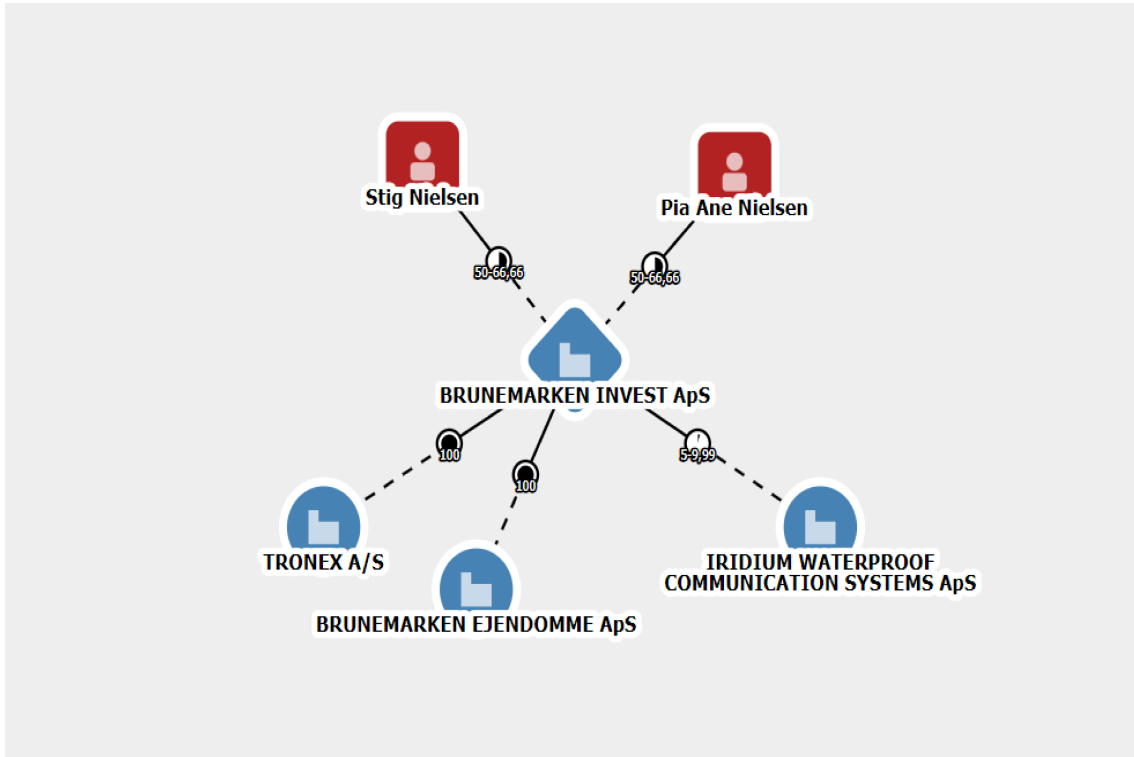 Stig Nielsen
Pia Ane Nielsen
50-66,66
50-66,66
BRUNEMARKEN INVEST ApS
100
5-9,99
100
TRONEX A/S
IRIDIUM WATERPROOF
COMMUNICATION SYSTEMS ApS
BRUNEMARKEN EJENDOMME ApS